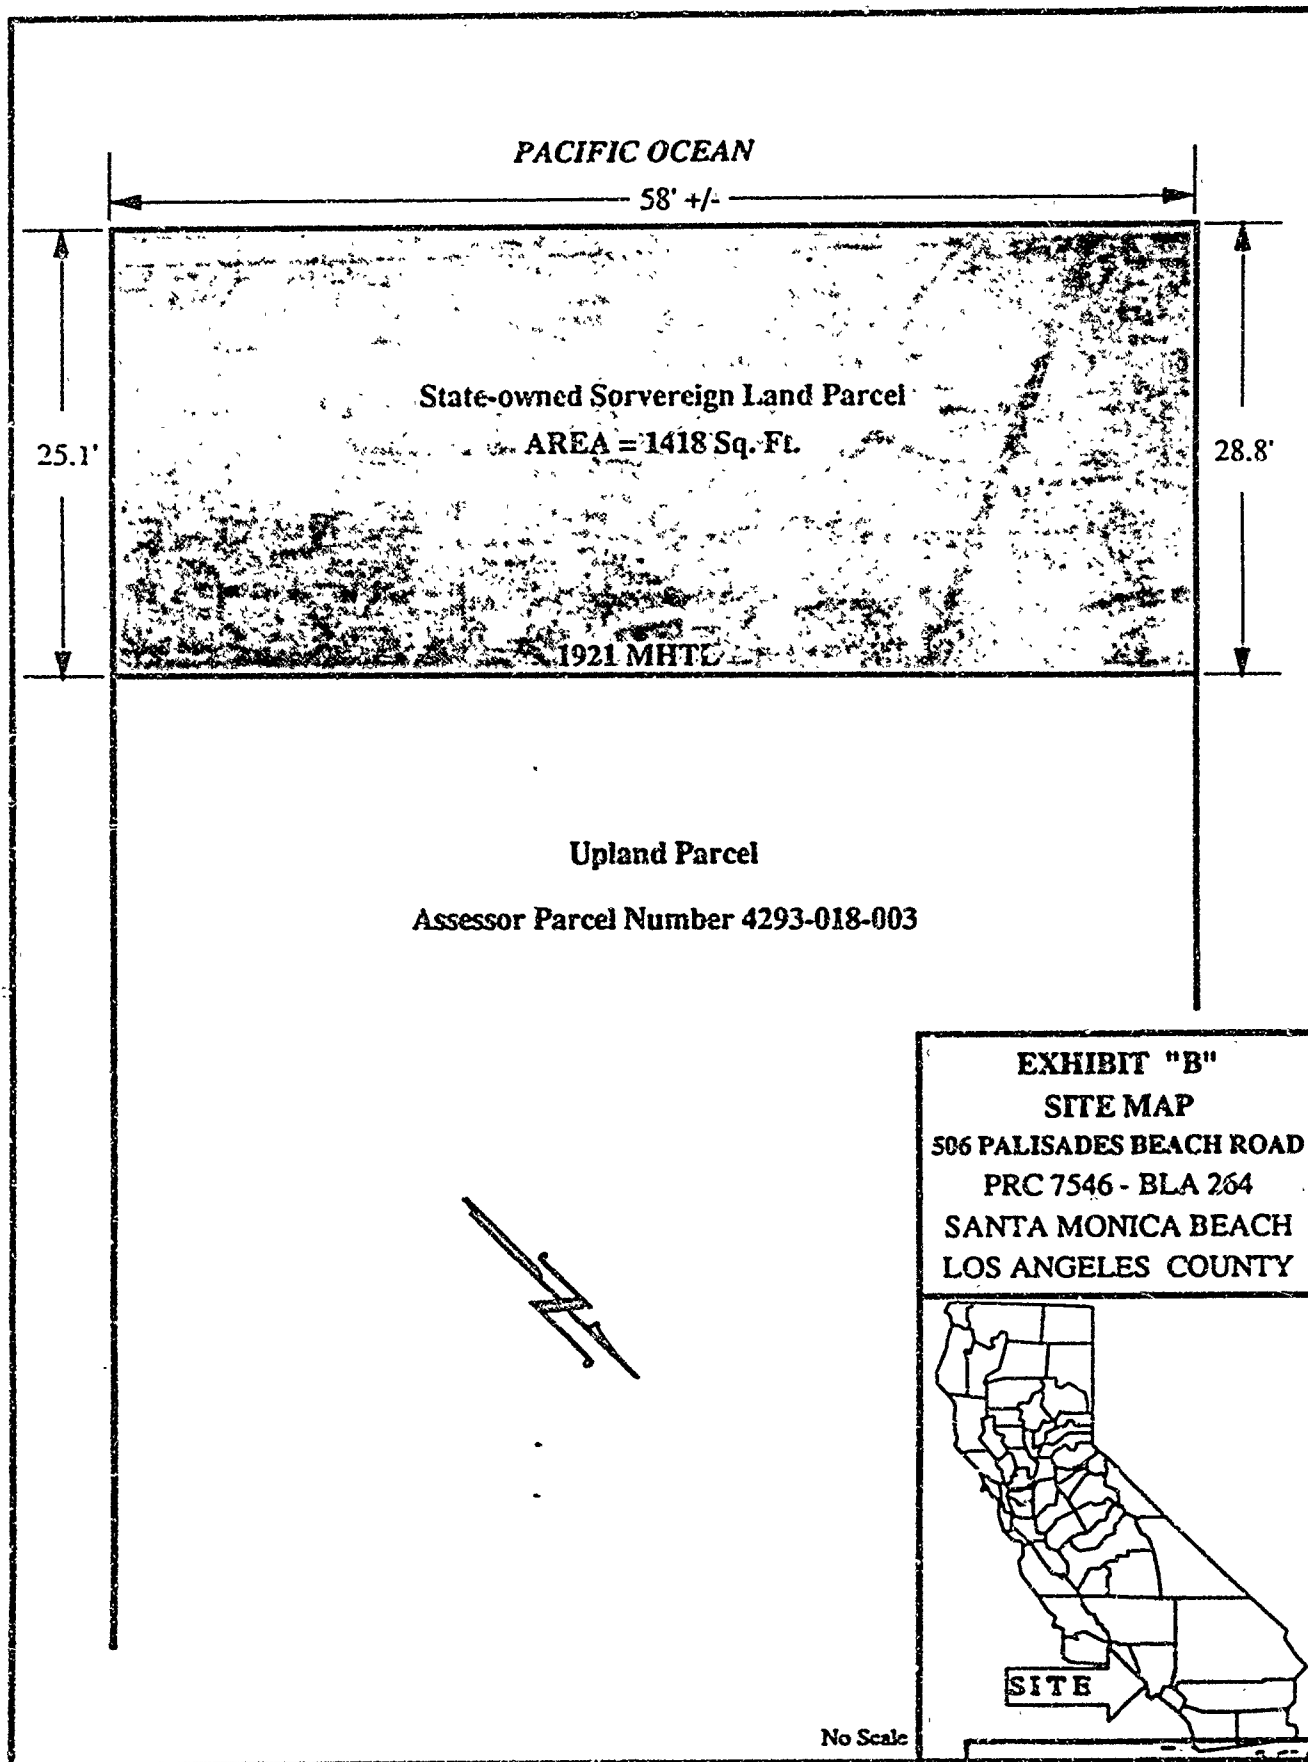 PACIFIC OCEAN
58' +/-
State-owned Sorvereign Land Parcel
AREA = 1418 Sq. Ft.
25.1'
28.8'
1921 MHTL
Upland Parcel
Assessor Parcel Number 4293-018-003
EXHIBIT "B"
SITE MAP
506 PALISADES BEACH ROAD
PRC 7546 - BLA 264
SANTA MONICA BEACH
LOS ANGELES COUNTY
SITE
No Scale